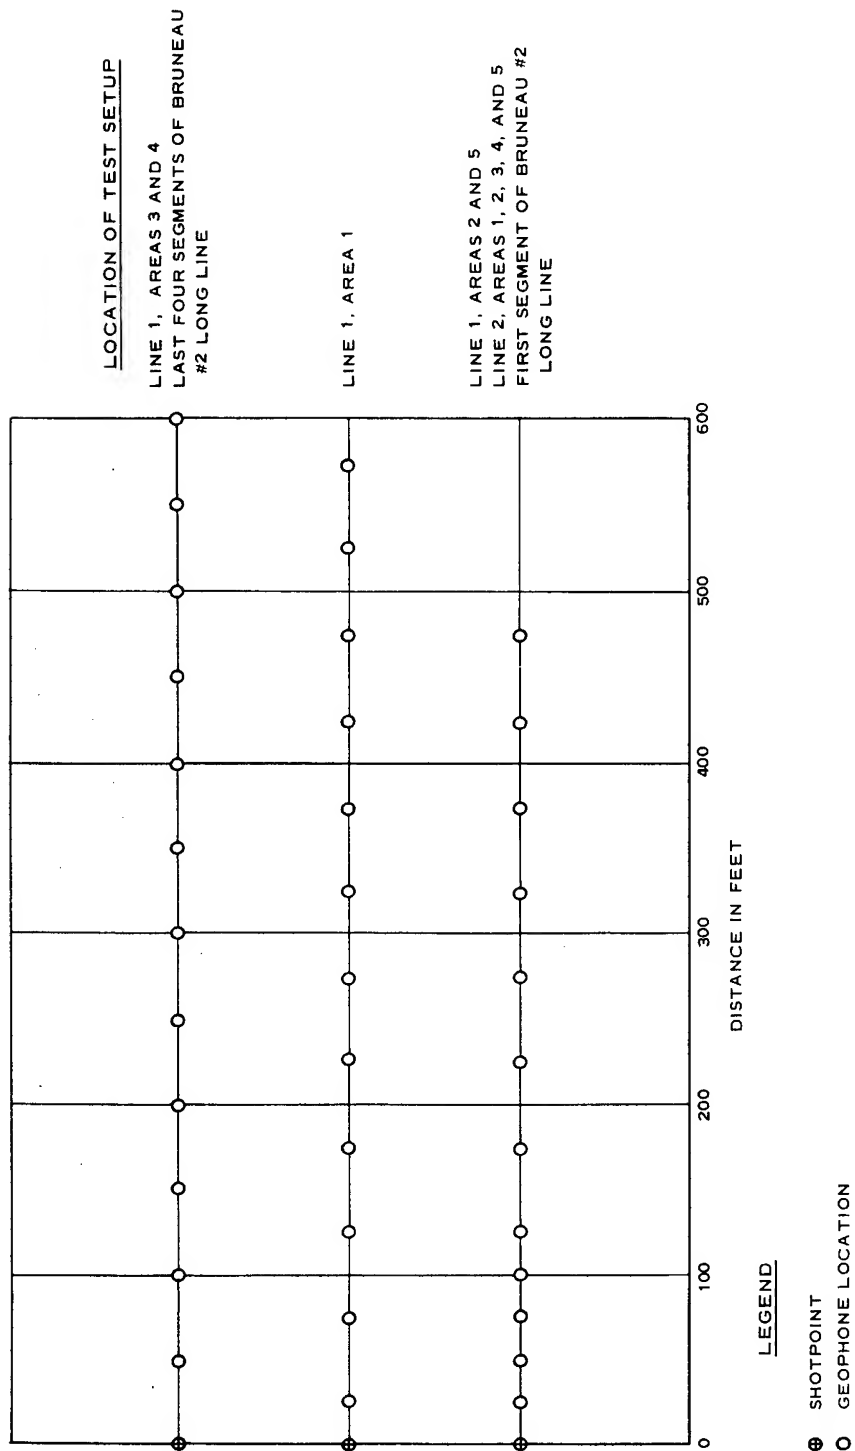 LOCATION OF TEST SETUP
LINE 1, AREAS 3 AND 4
LAST FOUR SEGMENTS OF BRUNEAU
#2 LONG LINE
LINE 1, AREA 1
LINE 1, AREAS 2 AND 5
LINE 2, AREAS 1, 2, 3, 4, AND 5
FIRST SEGMENT OF BRUNEAU #2
LONG LINE
0 100 200 300 400 500 600
DISTANCE IN FEET
LEGEND
SHOTPOINT
GEOPHONE LOCATION